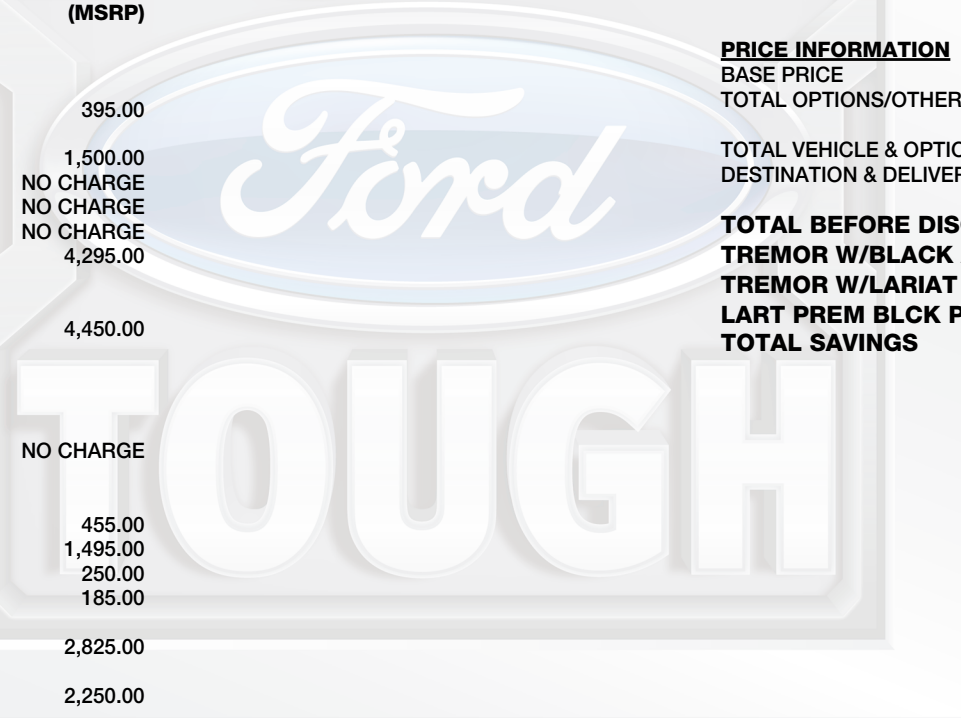 (MSRP)
395.00
1,500.00
NO CHARGE
NO CHARGE
NO CHARGE
4,295.00
4,450.00
NO CHARGE
455.00
1,495.00
250.00
185.00
2,825.00
2,250.00
PRICE INFORMATION
BASE PRICE
TOTAL OPTIONS/OTHER
TOTAL VEHICLE & OPTIO
DESTINATION & DELIVER
TOTAL BEFORE DISC
TREMOR W/BLACK
TREMOR W/LARIAT
LART PREM BLCK P
TOTAL SAVINGS
Ford
TOUGH